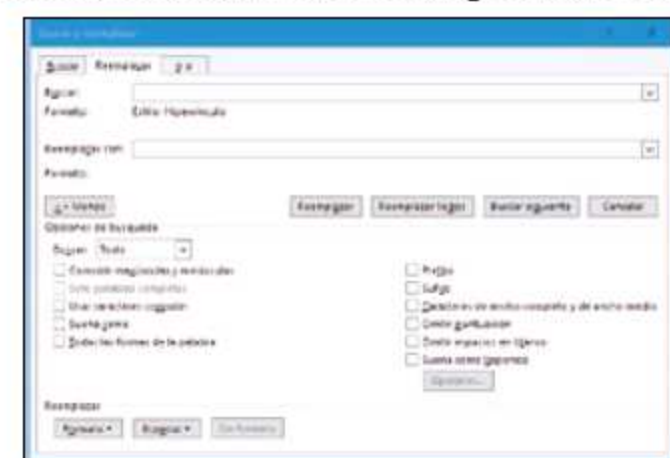 Buscar y reemplazar
Buscar Reemplazar Ir a
Buscar:
Formato: Estilo: Hipervínculo
Reemplazar con:
Formato:
<< Menos Reemplazar Reemplazar todos Buscar siguiente Cancelar
Opciones de búsqueda
Buscar: Todo
Coincidir mayúsculas y minúsculas
Solo palabras completas
Usar caracteres comodín
Suena como
Todas las formas de la palabra
Prefijo
Sufijo
Caracteres de ancho completo y de ancho medio
Omitir puntuación
Omitir espacios en blanco
Suena como (japonés)
Opciones...
Reemplazar
Formato Especial Sin formato